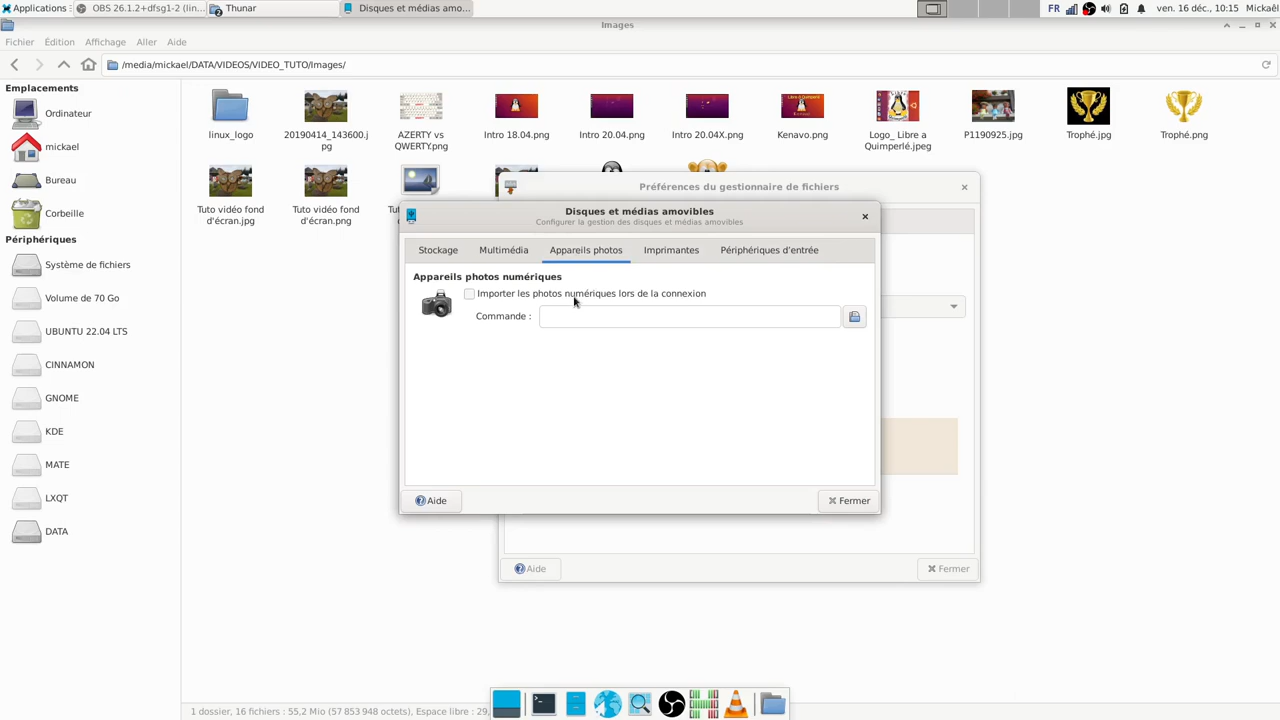 Applications
OBS 26.1.2+dfsg1-2 (lin...
Thunar
Disques et médias amo...
FR
ven. 16 déc., 10:15
Mickaël
Images
Fichier
Édition
Affichage
Aller
Aide
/media/mickael/DATA/VIDEOS/VIDEO_TUTO/Images/
Emplacements
Ordinateur
mickael
Bureau
Corbeille
Périphériques
Système de fichiers
Volume de 70 Go
UBUNTU 22.04 LTS
CINNAMON
GNOME
KDE
MATE
LXQT
DATA
linux_logo
20190414_143600.j
pg
AZERTY vs
QWERTY.png
Intro 18.04.png
Intro 20.04.png
Intro 20.04X.png
Kenavo.png
Logo_ Libre a
Quimperlé.jpeg
P1190925.jpg
Trophé.jpg
Trophé.png
Tuto vidéo fond
d'écran.jpg
Tuto vidéo fond
d'écran.png
Préférences du gestionnaire de fichiers
Disques et médias amovibles
Configurer la gestion des disques et médias amovibles
Stockage
Multimédia
Appareils photos
Imprimantes
Périphériques d'entrée
Appareils photos numériques
Importer les photos numériques lors de la connexion
Commande :
Aide
Fermer
Aide
Fermer
1 dossier, 16 fichiers : 55,2 Mio (57 853 948 octets), Espace libre : 29,